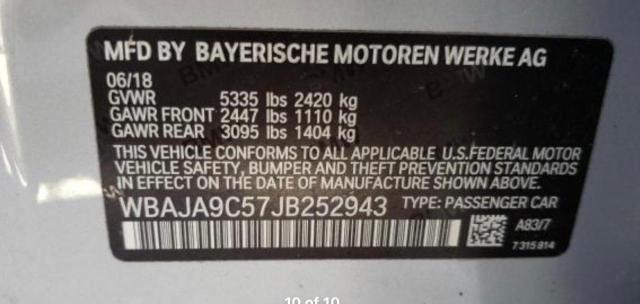 MFD BY BAYERISCHE MOTOREN WERKE AG
06/18
GVWR 5335 lbs 2420 kg
GAWR FRONT 2447 lbs 1110 kg
GAWR REAR 3095 lbs 1404 kg
THIS VEHICLE CONFORMS TO ALL APPLICABLE U.S.FEDERAL MOTOR
VEHICLE SAFETY, BUMPER AND THEFT PREVENTION STANDARDS
IN EFFECT ON THE DATE OF MANUFACTURE SHOWN ABOVE.
WBAJA9C57JB252943 TYPE: PASSENGER CAR
A83/7
7315814
10 of 10